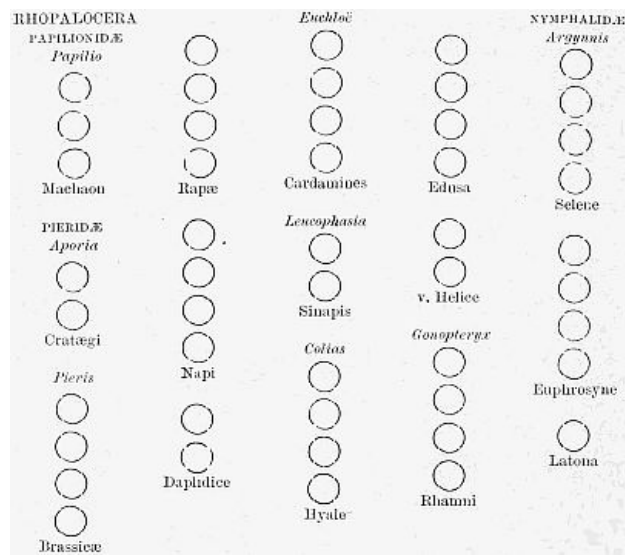 RHOPALOCERA
PAPILIONIDÆ
Papilio
Machaon
PIERIDÆ
Aporia
Cratægi
Pieris
Brassicæ
Rapæ
Napi
Daplidice
Euchloë
Cardamines
Leucophasia
Sinapis
Colias
Hyale
Edusa
v. Helice
Gonopteryx
Rhamni
NYMPHALIDÆ
Argynnis
Selene
Euphrosyne
Latona